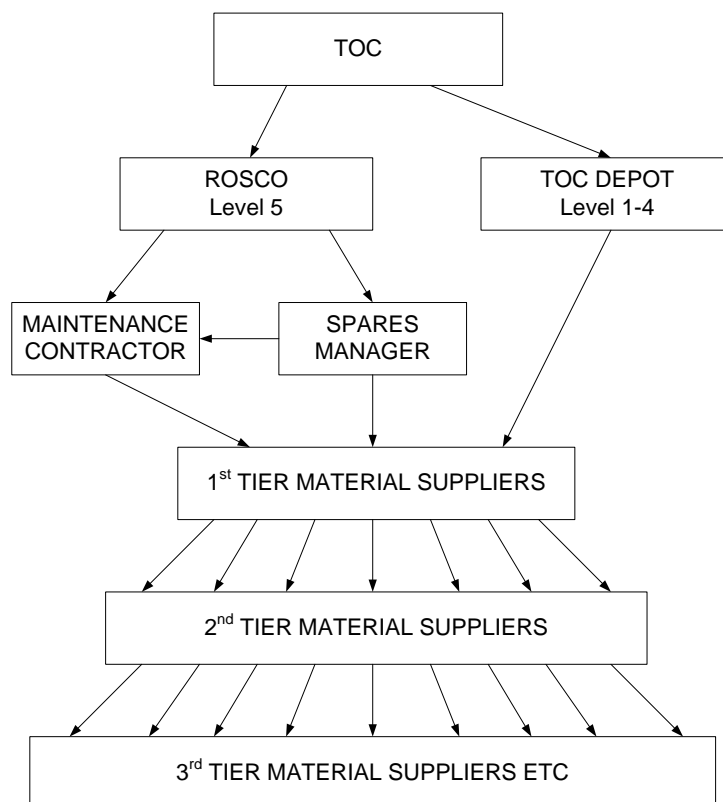 TOC
ROSCO
Level 5
TOC DEPOT
Level 1-4
MAINTENANCE
CONTRACTOR
SPARES
MANAGER
1st TIER MATERIAL SUPPLIERS
2nd TIER MATERIAL SUPPLIERS
3rd TIER MATERIAL SUPPLIERS ETC